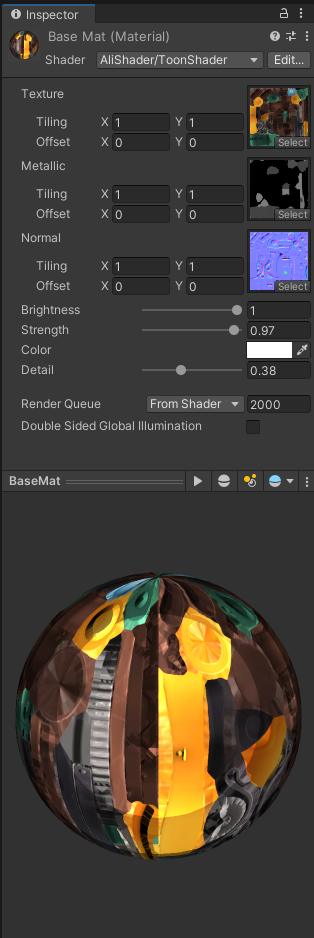 Inspector
Base Mat (Material)
Shader AliShader/ToonShader Edit...
Texture
Tiling X 1 Y 1
Offset X 0 Y 0
Select
Metallic
Tiling X 1 Y 1
Offset X 0 Y 0
Select
Normal
Tiling X 1 Y 1
Offset X 0 Y 0
Select
Brightness 1
Strength 0.97
Color
Detail 0.38
Render Queue From Shader 2000
Double Sided Global Illumination
BaseMat